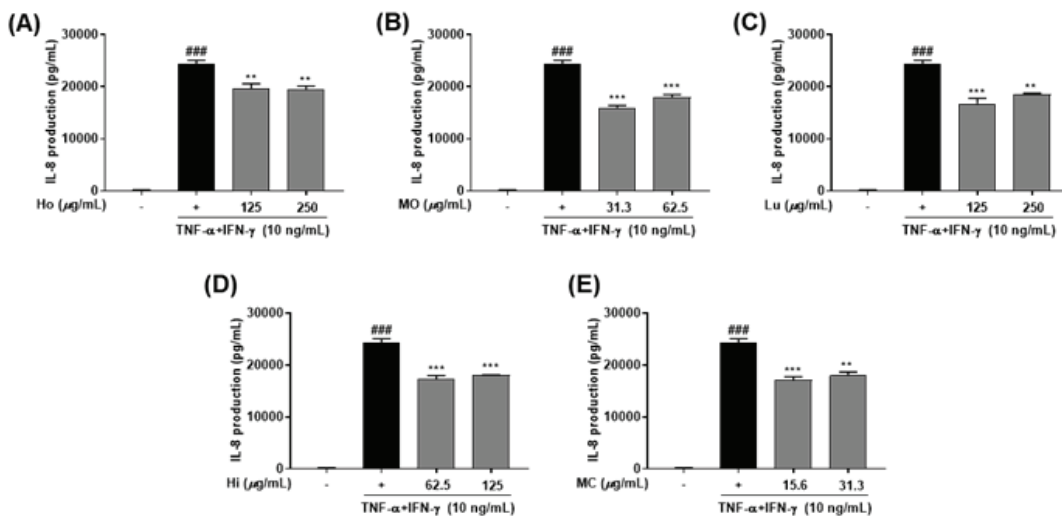 (A)
IL-8 production (pg/mL)
30000
20000
10000
0
###
**
**
Ho (µg/mL)
- + 125 250
TNF-α+IFN-γ (10 ng/mL)
(B)
IL-8 production (pg/mL)
30000
20000
10000
0
###
***
***
MO (µg/mL)
- + 31.3 62.5
TNF-α+IFN-γ (10 ng/mL)
(C)
IL-8 production (pg/mL)
30000
20000
10000
0
###
***
**
Lu (µg/mL)
- + 125 250
TNF-α+IFN-γ (10 ng/mL)
(D)
IL-8 production (pg/mL)
30000
20000
10000
0
###
***
***
Hi (µg/mL)
- + 62.5 125
TNF-α+IFN-γ (10 ng/mL)
(E)
IL-8 production (pg/mL)
30000
20000
10000
0
###
***
**
MC (µg/mL)
- + 15.6 31.3
TNF-α+IFN-γ (10 ng/mL)